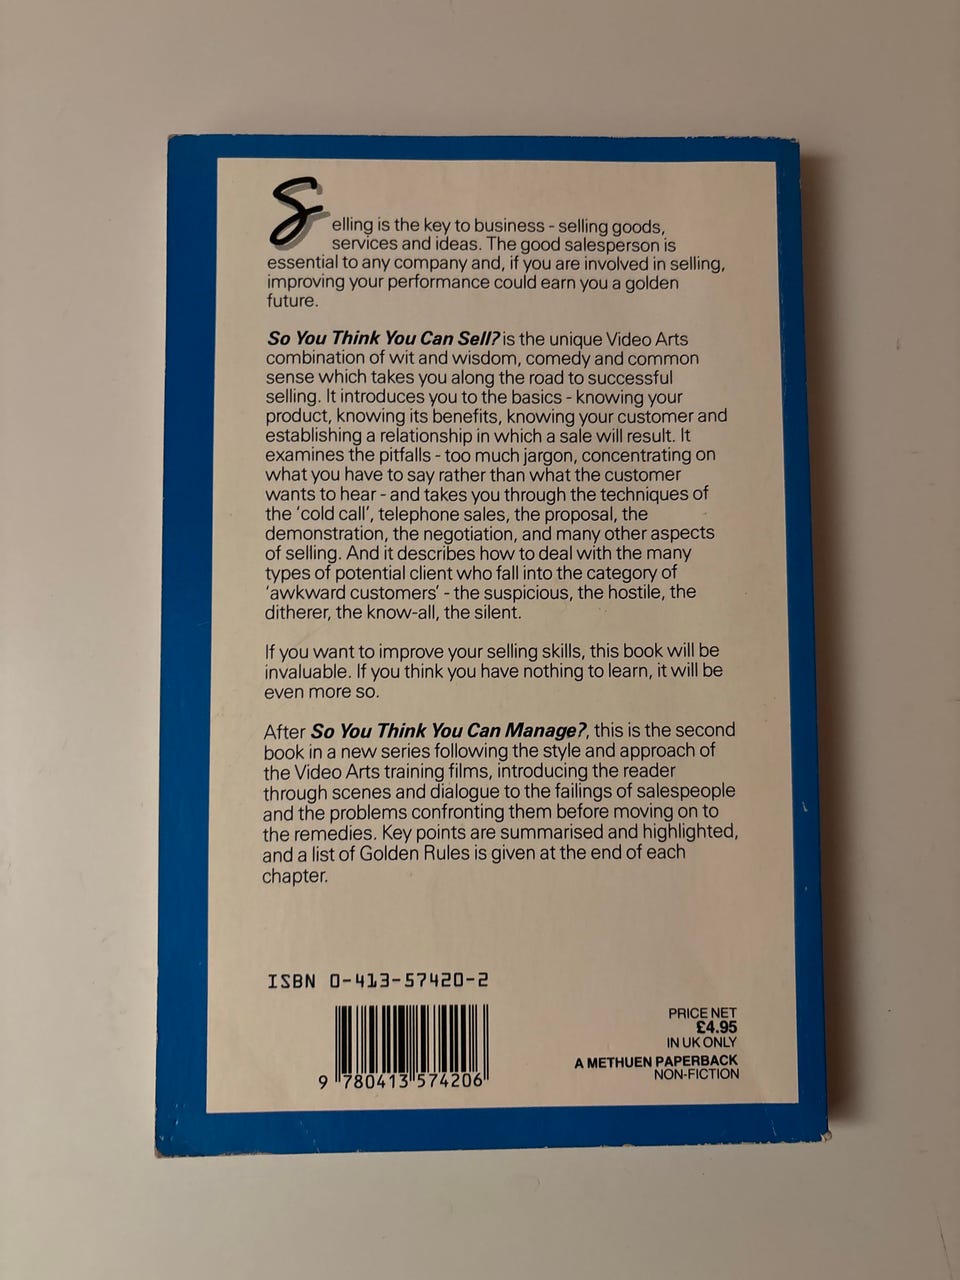 Selling is the key to business - selling goods,
services and ideas. The good salesperson is
essential to any company and, if you are involved in selling,
improving your performance could earn you a golden
future.
So You Think You Can Sell? is the unique Video Arts
combination of wit and wisdom, comedy and common
sense which takes you along the road to successful
selling. It introduces you to the basics - knowing your
product, knowing its benefits, knowing your customer and
establishing a relationship in which a sale will result. It
examines the pitfalls - too much jargon, concentrating on
what you have to say rather than what the customer
wants to hear - and takes you through the techniques of
the 'cold call', telephone sales, the proposal, the
demonstration, the negotiation, and many other aspects
of selling. And it describes how to deal with the many
types of potential client who fall into the category of
'awkward customers' - the suspicious, the hostile, the
ditherer, the know-all, the silent.
If you want to improve your selling skills, this book will be
invaluable. If you think you have nothing to learn, it will be
even more so.
After So You Think You Can Manage?, this is the second
book in a new series following the style and approach of
the Video Arts training films, introducing the reader
through scenes and dialogue to the failings of salespeople
and the problems confronting them before moving on to
the remedies. Key points are summarised and highlighted,
and a list of Golden Rules is given at the end of each
chapter.
ISBN 0-413-57420-2
9 780413 574206
PRICE NET
£4.95
IN UK ONLY
A METHUEN PAPERBACK
NON-FICTION